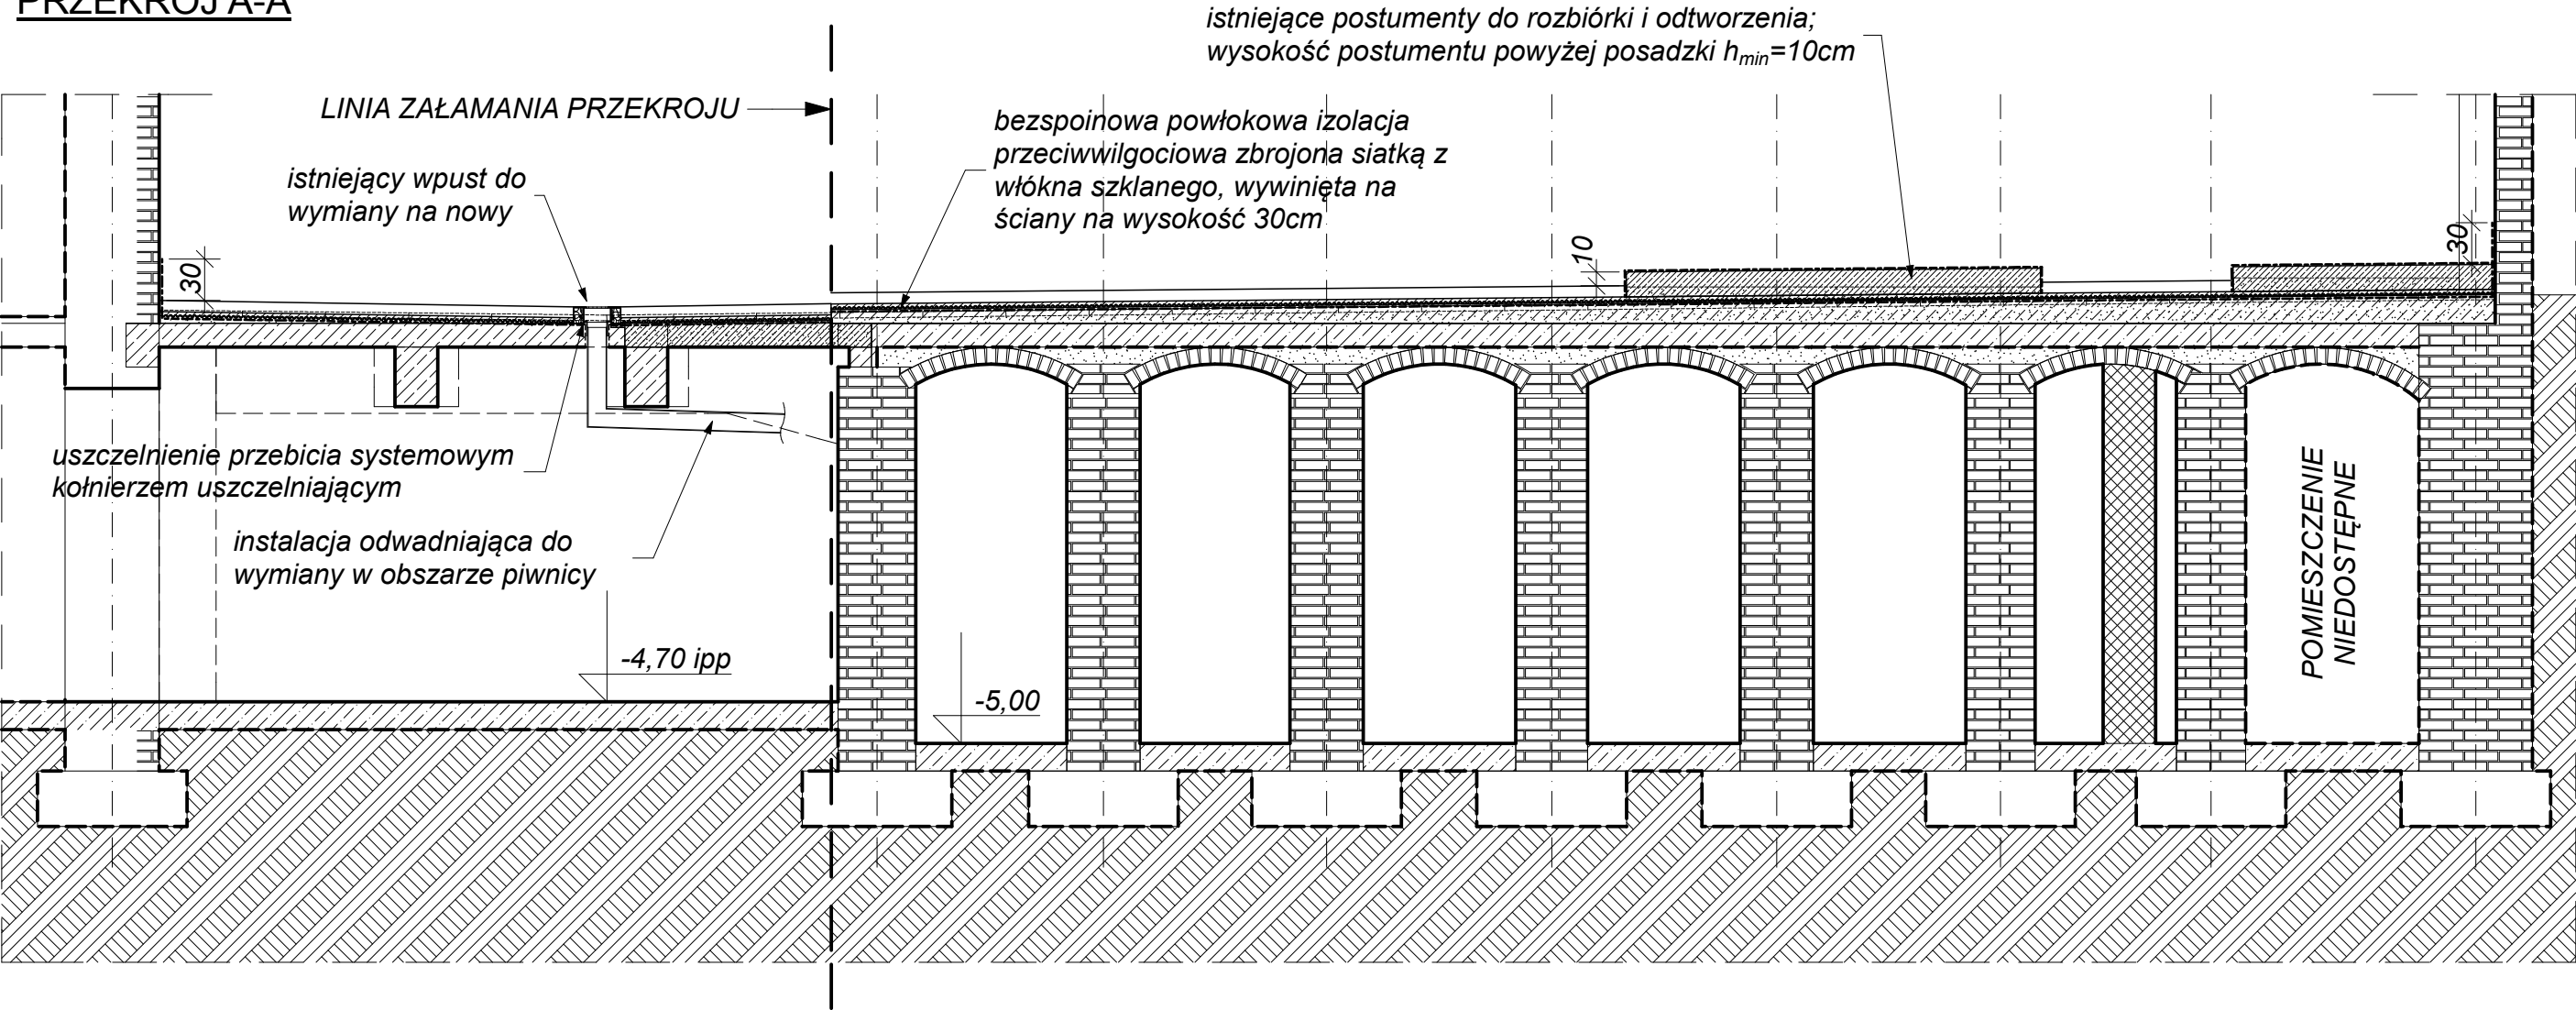 PRZEKRÓJ A-A
istniejące postumenty do rozbiórki i odtworzenia;
wysokość postumentu powyżej posadzki hmin=10cm
LINIA ZAŁAMANIA PRZEKROJU
bezspoinowa powłokowa izolacja
przeciwwilgociowa zbrojona siatką z
włókna szklanego, wywinięta na
ściany na wysokość 30cm
istniejący wpust do
wymiany na nowy
30
10
30
uszczelnienie przebicia systemowym
kołnierzem uszczelniającym
instalacja odwadniająca do
wymiany w obszarze piwnicy
-4,70 ipp
-5,00
POMIESZCZENIE
NIEDOSTĘPNE